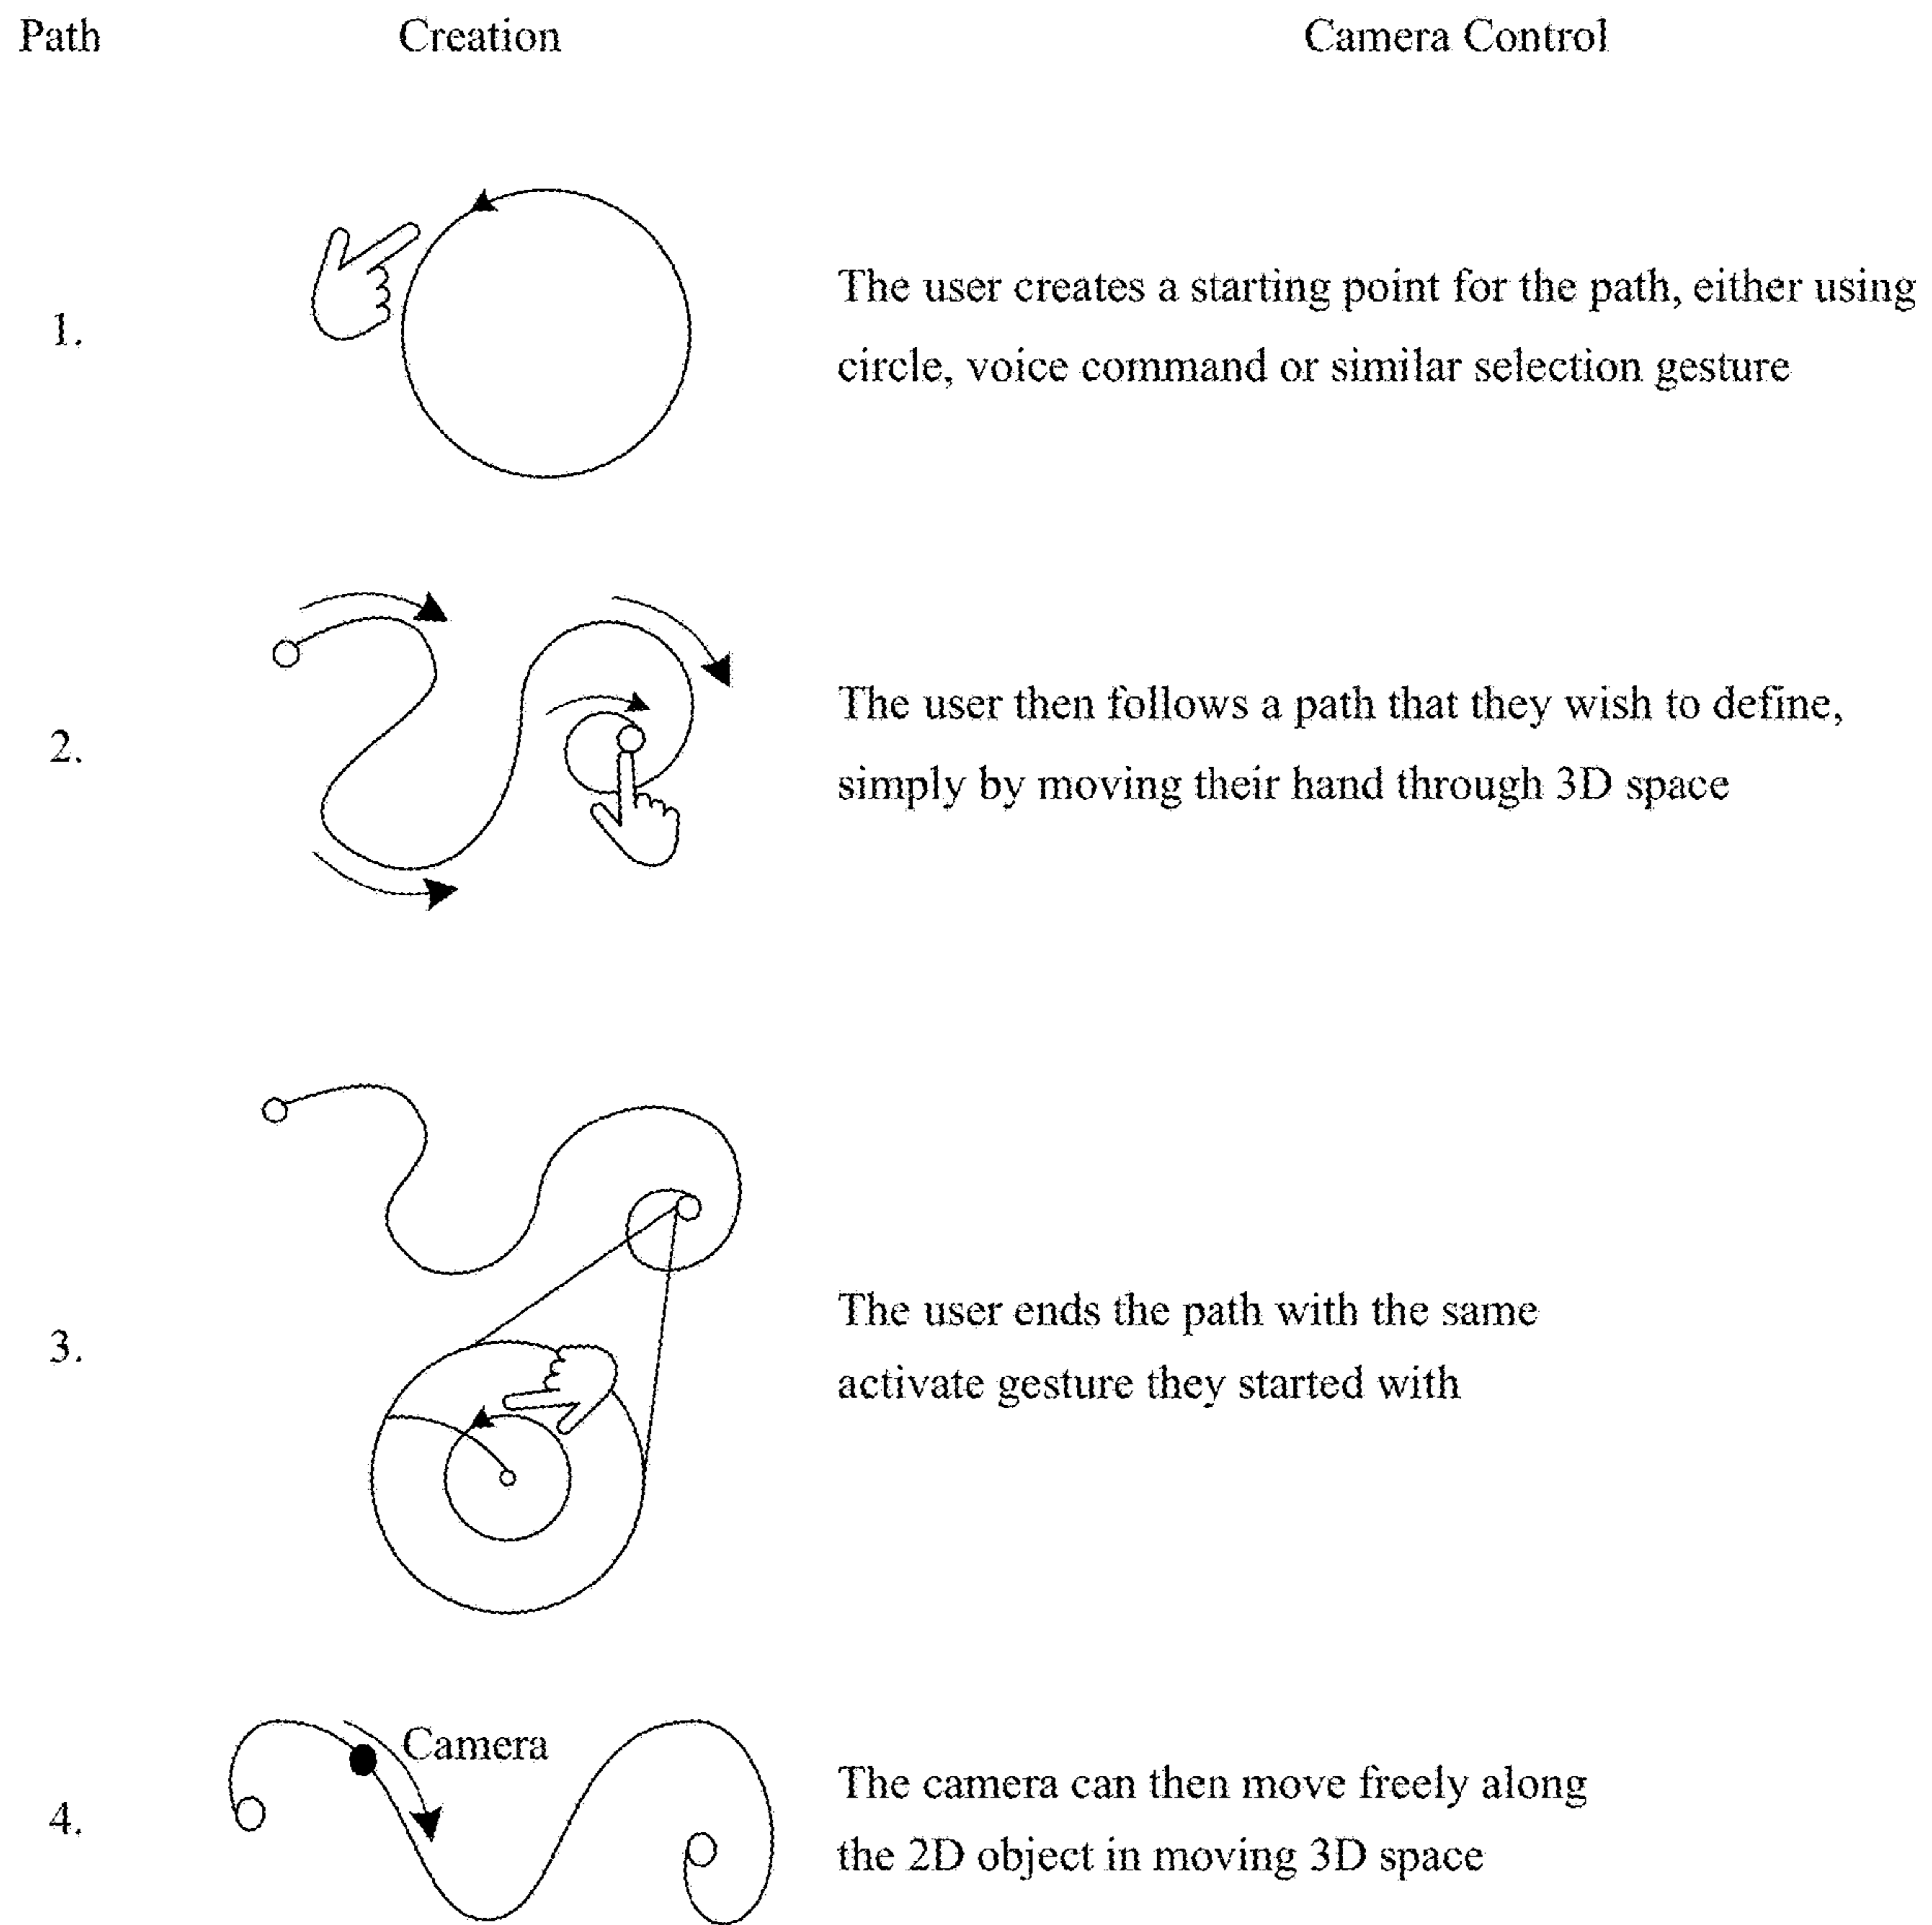 Path Creation Camera Control
1.
The user creates a starting point for the path, either using
circle, voice command or similar selection gesture
2.
The user then follows a path that they wish to define,
simply by moving their hand through 3D space
3.
The user ends the path with the same
activate gesture they started with
4.
Camera
The camera can then move freely along
the 2D object in moving 3D space